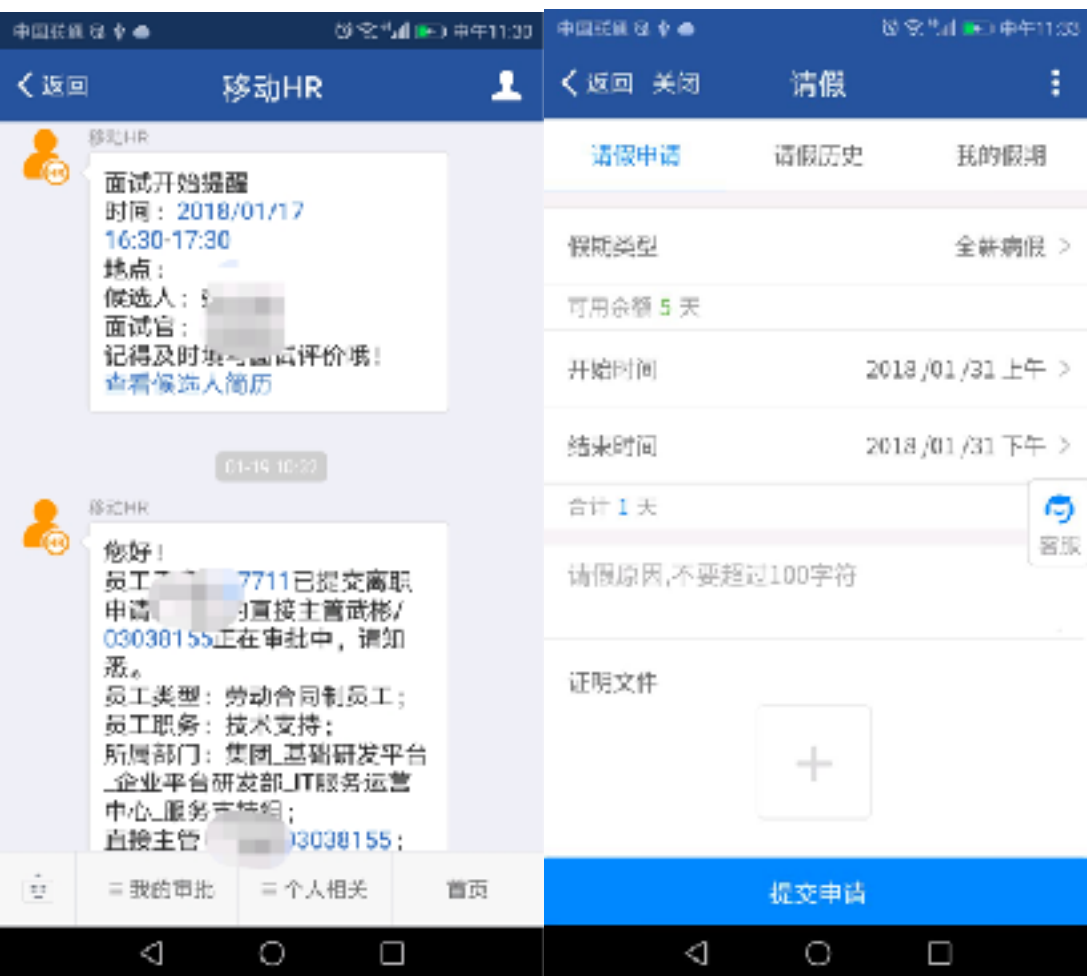 中国联通
中午11:33
返回
移动HR
移动HR
面试开始提醒
时间：2018/01/17
16:30-17:30
地点：
候选人：
面试官：
记得及时填写面试评价哦！
查看候选人简历
01-19 10:22
移动HR
您好！
员工 7711已提交离职
申请 的直接主管武彬/
03038155正在审批中，请知
悉。
员工类型：劳动合同制员工；
员工职务：技术支持；
所属部门：集团_基础研发平台
_企业平台研发部_IT服务运营
中心_服务支持组；
直接主管 03038155；
我的审批
个人相关
首页
中国联通
中午11:33
返回 关闭
请假
请假申请
请假历史
我的假期
假期类型
全薪病假 >
可用余额 5 天
开始时间
2018/01/31 上午 >
结束时间
2018/01/31 下午 >
合计 1 天
客服
请假原因,不要超过100字符
证明文件
提交申请